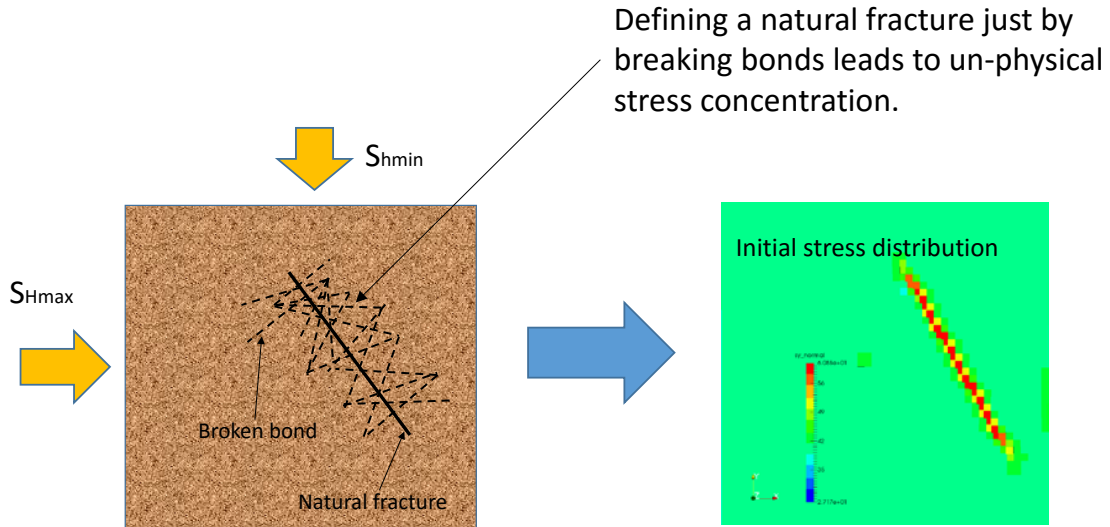 Defining a natural fracture just by
breaking bonds leads to un-physical
stress concentration.
Shmin
SHmax
Broken bond
Natural fracture
Initial stress distribution